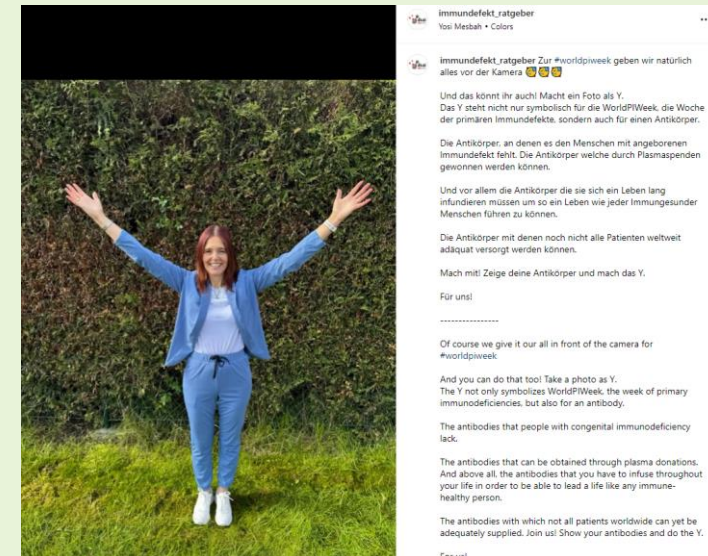 immundefekt_ratgeber
Yosi Mesbah • Colors
immundefekt_ratgeber Zur #worldpiweek geben wir natürlich
alles vor der Kamera
Und das könnt ihr auch! Macht ein Foto als Y.
Das Y steht nicht nur symbolisch für die WorldPIWeek, die Woche
der primären Immundefekte, sondern auch für einen Antikörper.
Die Antikörper, an denen es den Menschen mit angeborenen
Immundefekt fehlt. Die Antikörper welche durch Plasmaspenden
gewonnen werden können.
Und vor allem die Antikörper die sie sich ein Leben lang
infundieren müssen um so ein Leben wie jeder Immungesunder
Menschen führen zu können.
Die Antikörper mit denen noch nicht alle Patienten weltweit
adäquat versorgt werden können.
Mach mit! Zeige deine Antikörper und mach das Y.
Für uns!
----------------
Of course we give it our all in front of the camera for
#worldpiweek
And you can do that too! Take a photo as Y.
The Y not only symbolizes WorldPIWeek, the week of primary
immunodeficiencies, but also for an antibody.
The antibodies that people with congenital immunodeficiency
lack.
The antibodies that can be obtained through plasma donations.
And above all, the antibodies that you have to infuse throughout
your life in order to be able to lead a life like any immune-
healthy person.
The antibodies with which not all patients worldwide can yet be
adequately supplied. Join us! Show your antibodies and do the Y.